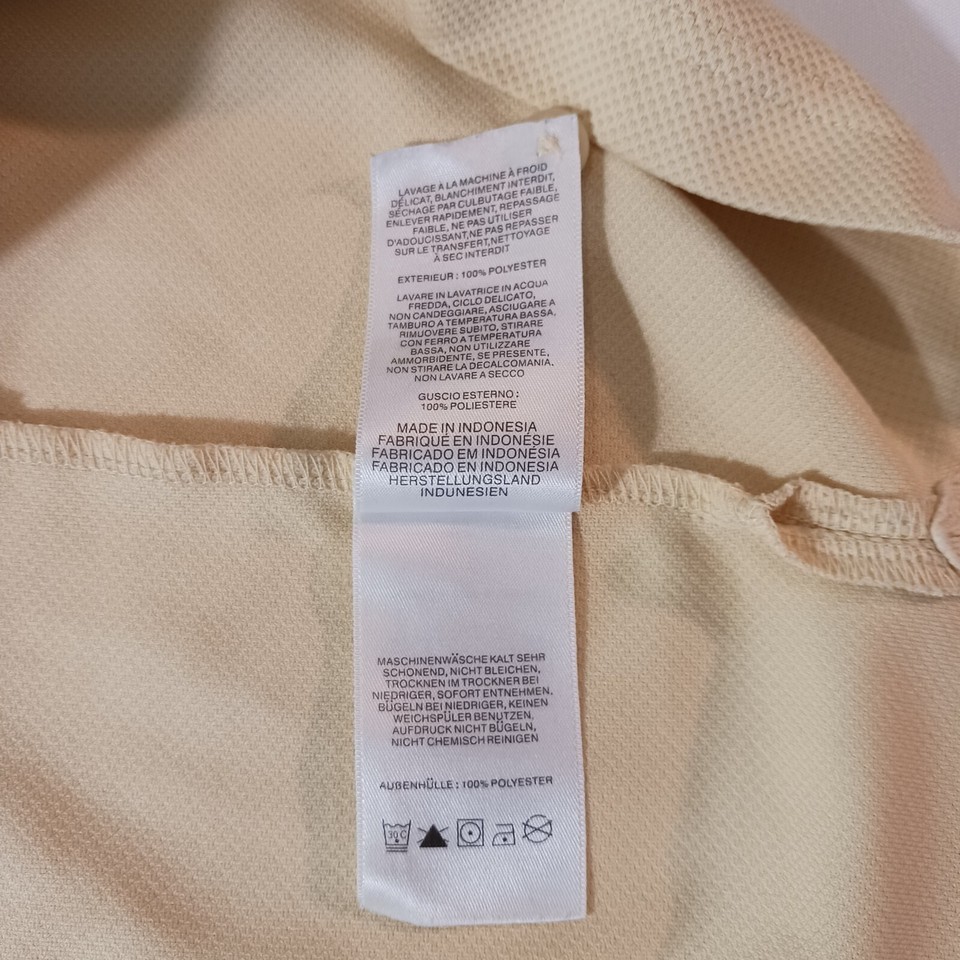 LAVAGE À LA MACHINE À FROID
DÉLICAT, BLANCHIMENT INTERDIT,
SÉCHAGE PAR CULBUTAGE FAIBLE,
ENLEVER RAPIDEMENT, REPASSAGE
FAIBLE, NE PAS UTILISER
D'ADOUCISSANT,NE PAS REPASSER
SUR LE TRANSFERT,NETTOYAGE
À SEC INTERDIT
EXTERIEUR : 100% POLYESTER
LAVARE IN LAVATRICE IN ACQUA
FREDDA, CICLO DELICATO,
NON CANDEGGIARE, ASCIUGARE A
TAMBURO A TEMPERATURA BASSA,
RIMUOVERE SUBITO, STIRARE
CON FERRO A TEMPERATURA
BASSA, NON UTILIZZARE
AMMORBIDENTE, SE PRESENTE,
NON STIRARE LA DECALCOMANIA.
NON LAVARE A SECCO
GUSCIO ESTERNO :
100% POLIESTERE
MADE IN INDONESIA
FABRIQUÉ EN INDONÉSIE
FABRICADO EM INDONÉSIA
FABRICADO EN INDONESIA
HERSTELLUNGSLAND
INDUNESIEN
MASCHINENWÄSCHE KALT SEHR
SCHONEND, NICHT BLEICHEN,
TROCKNEN IM TROCKNER BEI
NIEDRIGER, SOFORT ENTNEHMEN.
BÜGELN BEI NIEDRIGER, KEINEN
WEICHSPÜLER BENUTZEN.
AUFDRUCK NICHT BÜGELN,
NICHT CHEMISCH REINIGEN
AUßENHÜLLE : 100% POLYESTER
30 C